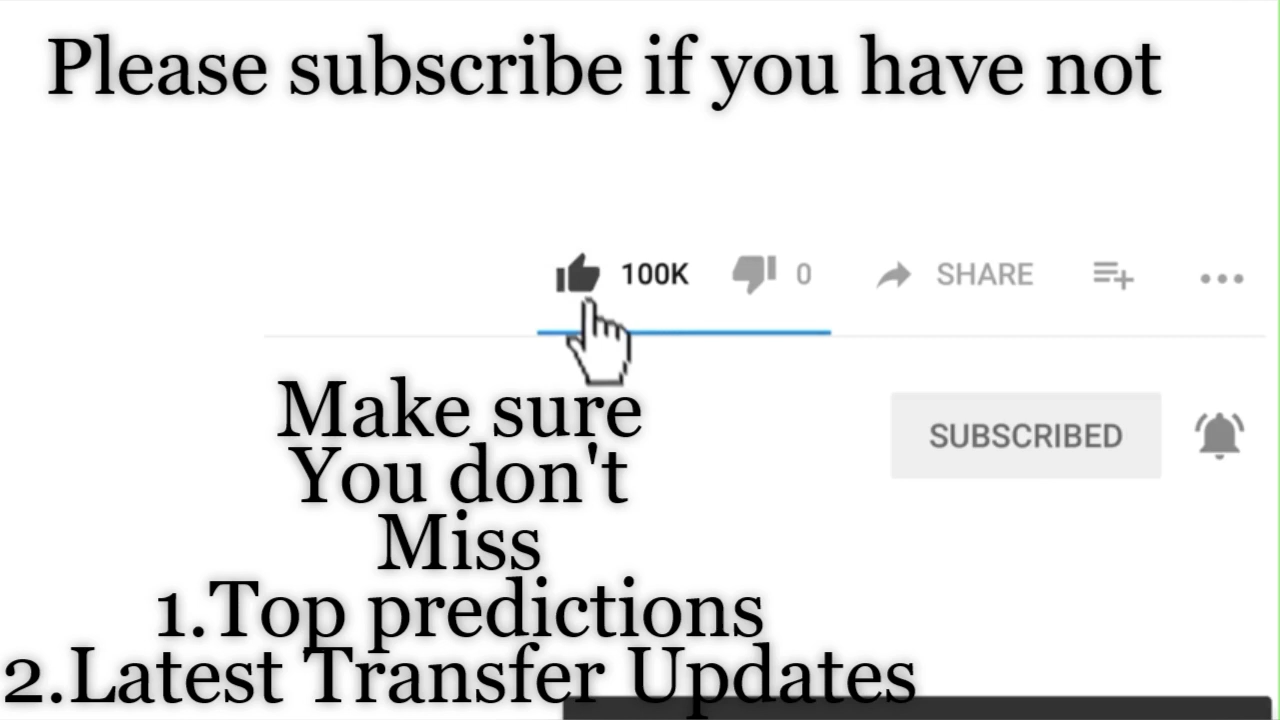 Please subscribe if you have not
100K 0 SHARE
Make sure
SUBSCRIBED
You don't
Miss
1.Top predictions
2.Latest Transfer Updates